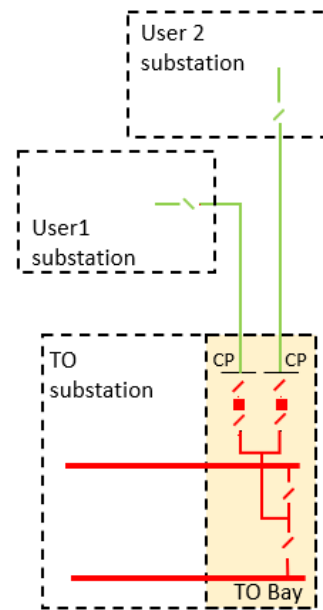 User 2
substation
User1
substation
TO
substation
CP
CP
TO Bay